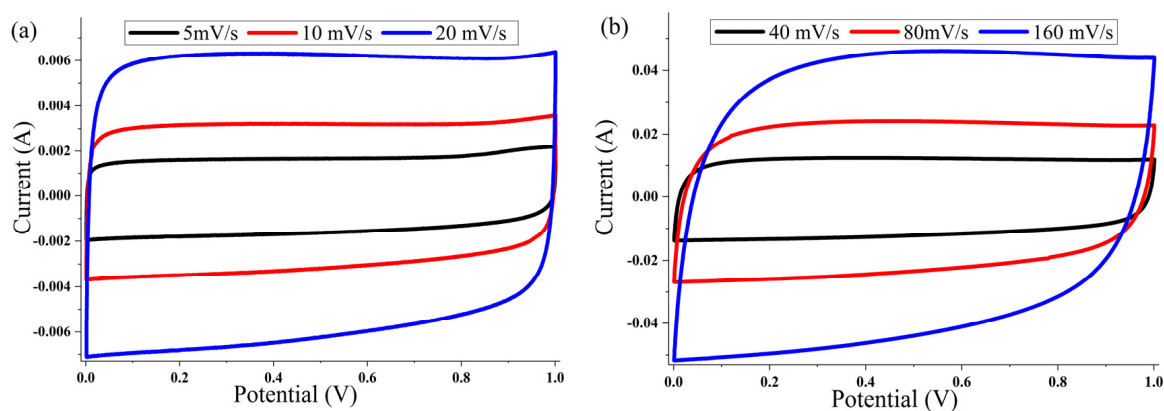 (a)
5mV/s 10 mV/s 20 mV/s
0.006
0.004
0.002
0.000
-0.002
-0.004
-0.006
Current (A)
0.0 0.2 0.4 0.6 0.8 1.0
Potential (V)
(b)
40 mV/s 80mV/s 160 mV/s
0.04
0.02
0.00
-0.02
-0.04
Current (A)
0.0 0.2 0.4 0.6 0.8 1.0
Potential (V)